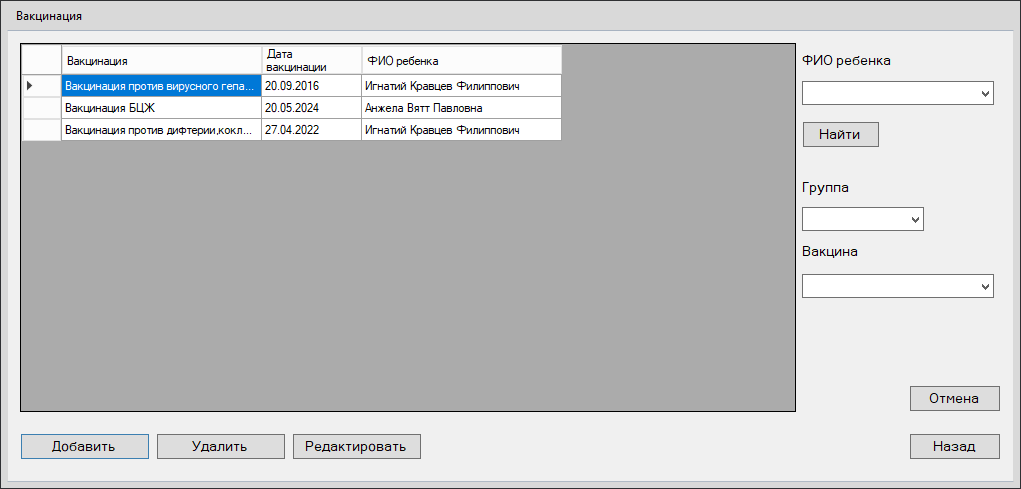 Вакцинация
Вакцинация Дата вакцинации ФИО ребенка
Вакцинация против вирусного гепа... 20.09.2016 Игнатий Кравцев Филиппович
Вакцинация БЦЖ 20.05.2024 Анжела Вятт Павловна
Вакцинация против дифтерии,кокл... 27.04.2022 Игнатий Кравцев Филиппович
ФИО ребенка
Найти
Группа
Вакцина
Отмена
Добавить Удалить Редактировать Назад